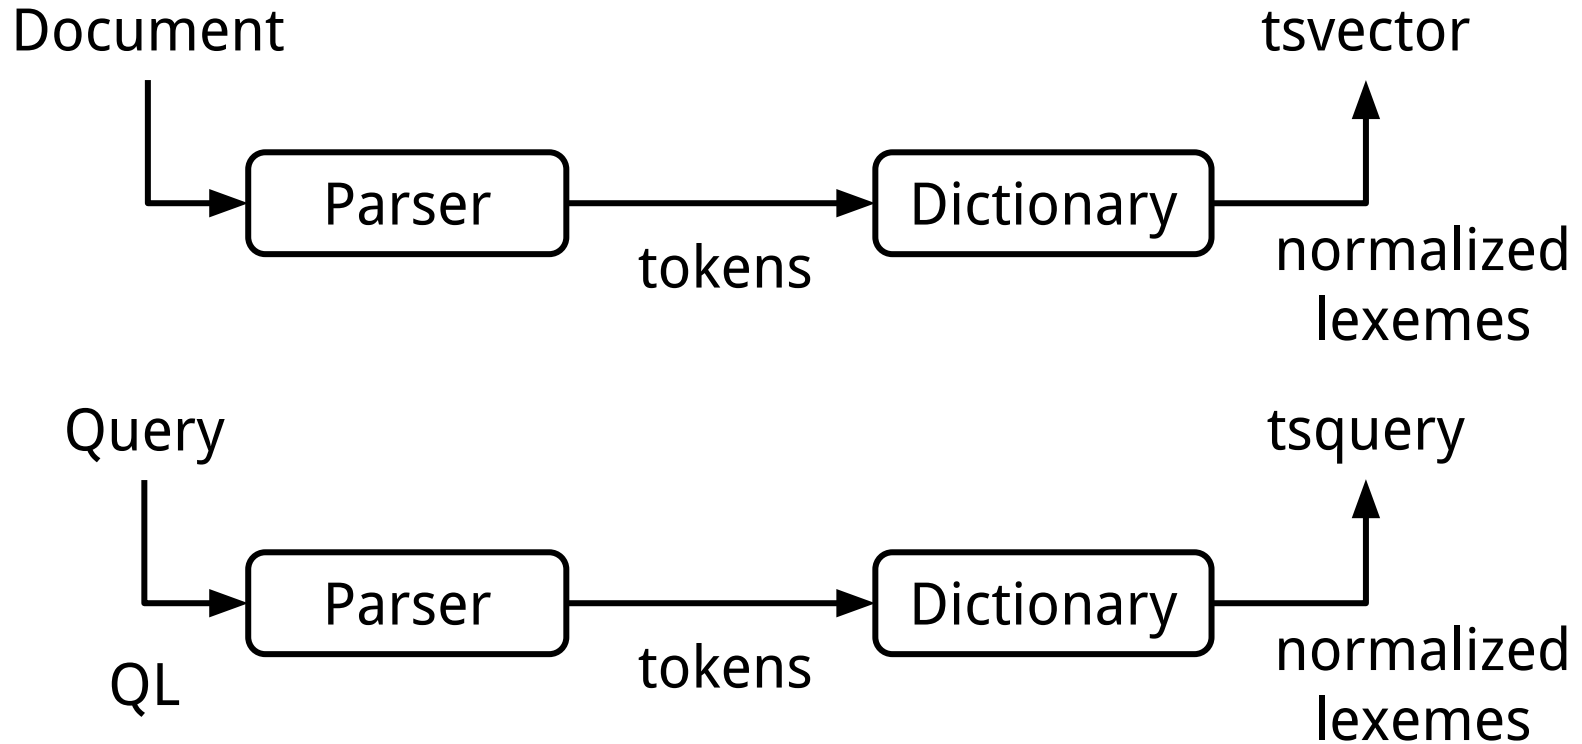 Document
tsvector
Parser
Dictionary
tokens
normalized
lexemes
Query
tsquery
Parser
Dictionary
QL
tokens
normalized
lexemes